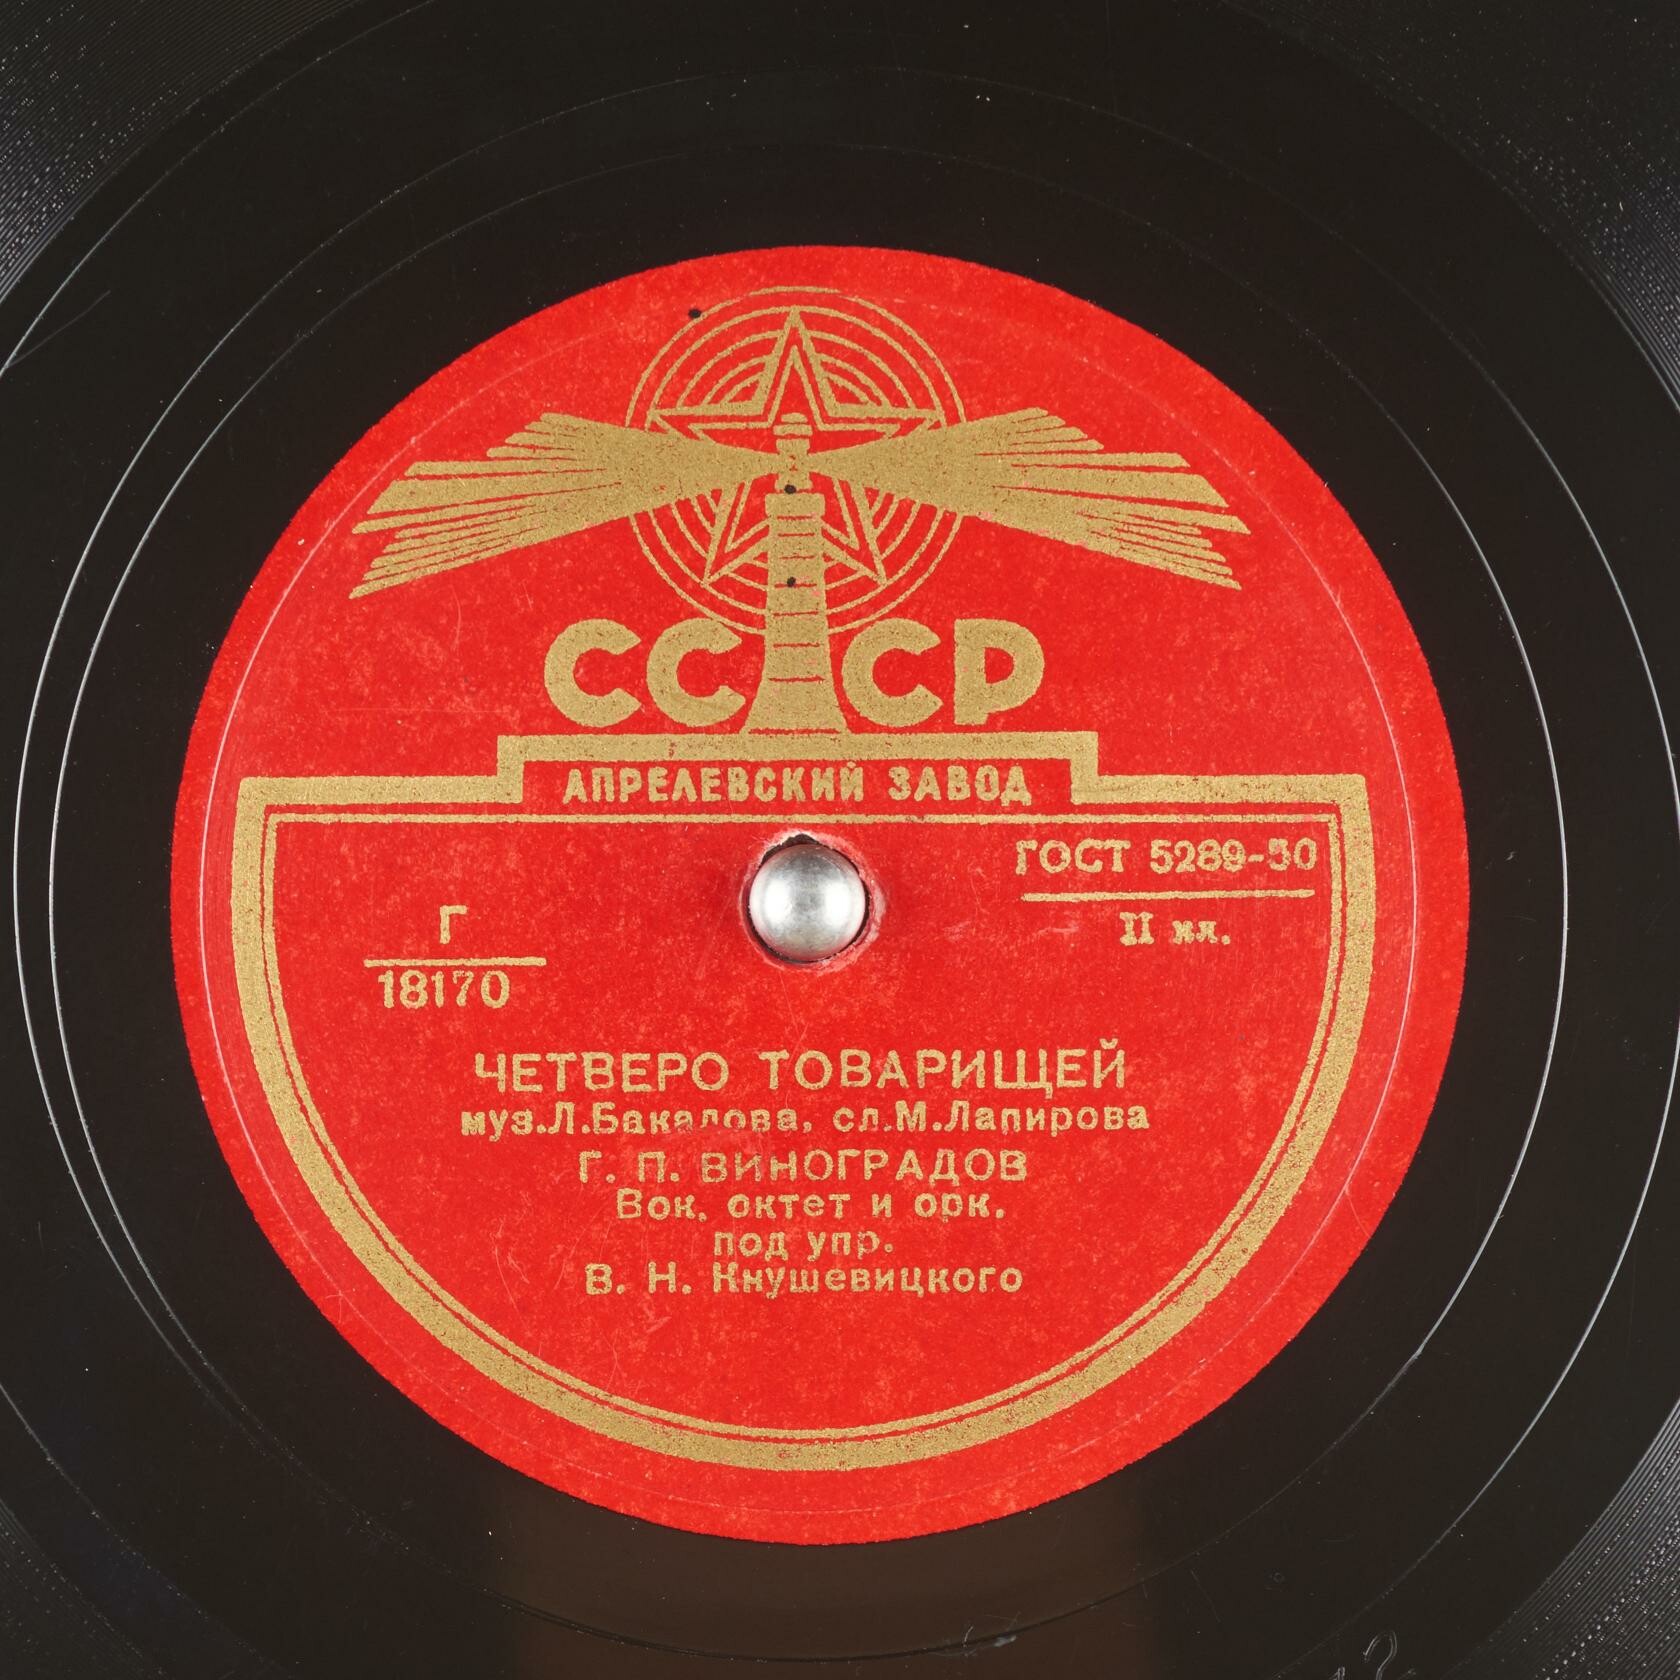 СССР
АПРЕЛЕВСКИЙ ЗАВОД
ГОСТ 5289-50
II кл.
Г
18170
ЧЕТВЕРО ТОВАРИЩЕЙ
муз.Л.Бакалова, сл.М.Лапирова
Г. П. ВИНОГРАДОВ
Вок. октет и орк.
под упр.
В. Н. Кнушевицкого